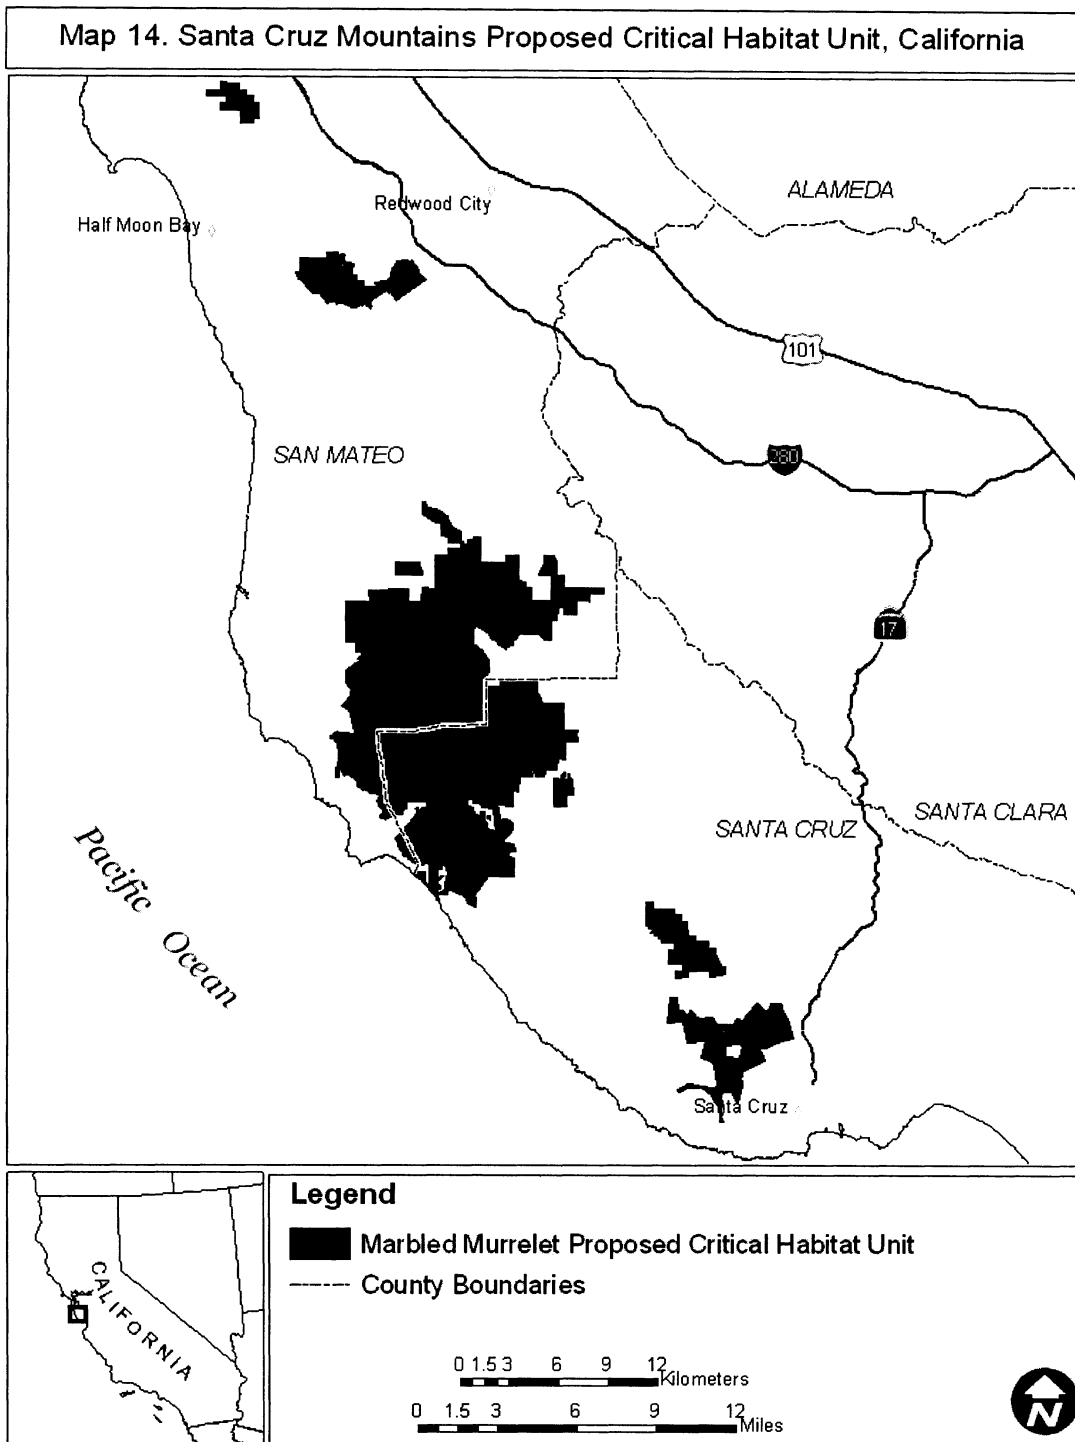 Map 14. Santa Cruz Mountains Proposed Critical Habitat Unit, California
ALAMEDA
Redwood City
Half Moon Bay
101
SAN MATEO
280
17
SANTA CLARA
SANTA CRUZ
Pacific Ocean
Santa Cruz
CALIFORNIA
Legend
Marbled Murrelet Proposed Critical Habitat Unit
County Boundaries
0 1.5 3 6 9 12
Kilometers
0 1.5 3 6 9 12
Miles
N